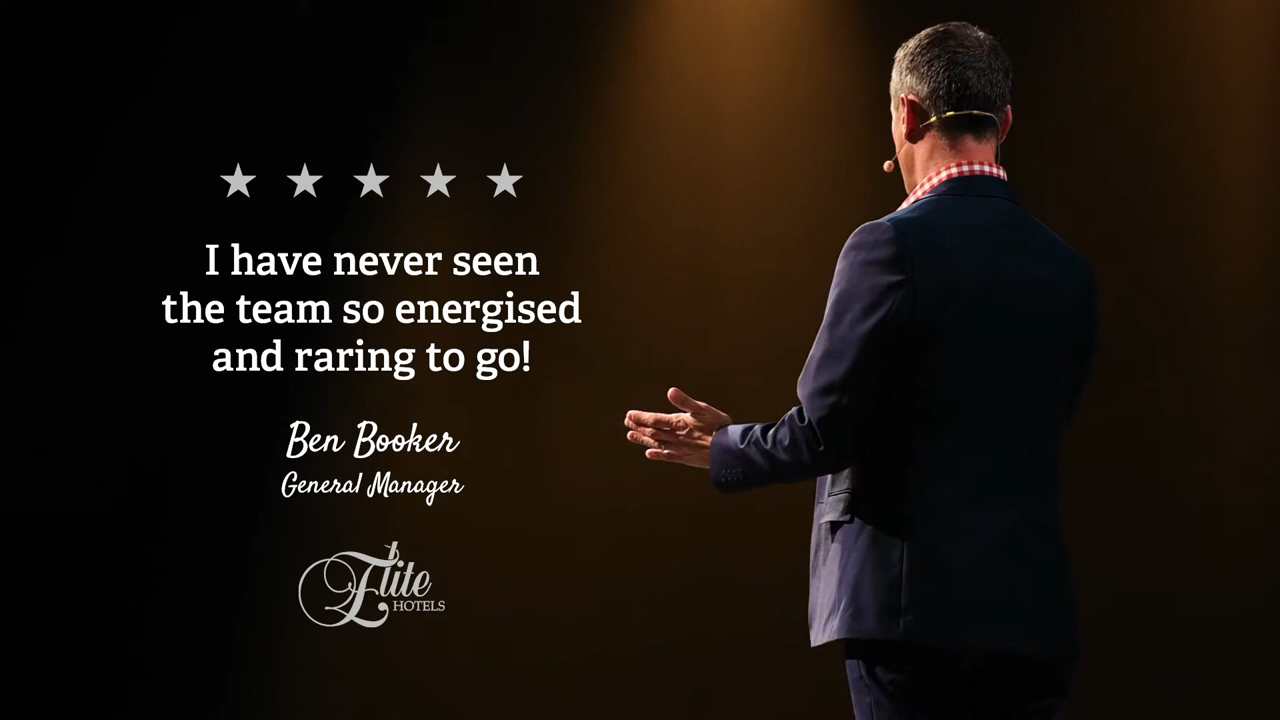 I have never seen
the team so energised
and raring to go!
Ben Booker
General Manager
Elite
HOTELS